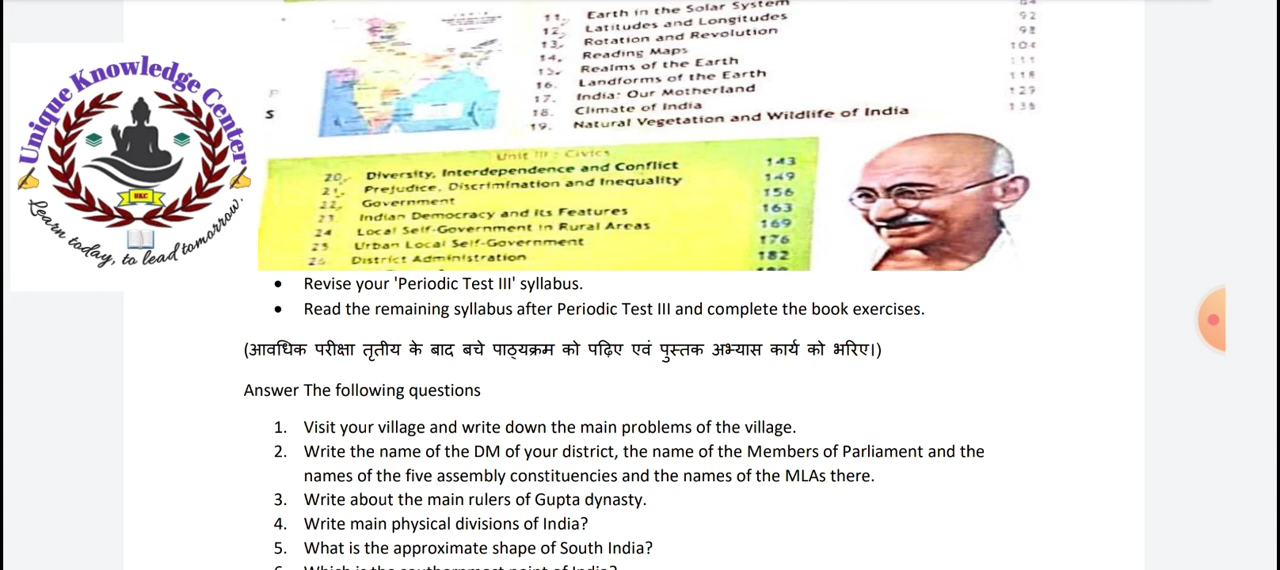 Unique Knowledge Center
UKC
Learn today, to lead tomorrow.
11. Earth in the Solar System
12. Latitudes and Longitudes 92
13. Rotation and Revolution 98
14. Reading Maps 104
15. Realms of the Earth 111
16. Landforms of the Earth 118
17. India: Our Motherland 129
18. Climate of India 138
19. Natural Vegetation and Wildlife of India
S
Unit III : Civics
20. Diversity, Interdependence and Conflict 143
21. Prejudice, Discrimination and Inequality 149
22. Government 156
23. Indian Democracy and its Features 163
24. Local Self-Government in Rural Areas 169
25. Urban Local Self-Government 176
26. District Administration 182
• Revise your 'Periodic Test III' syllabus.
• Read the remaining syllabus after Periodic Test III and complete the book exercises.
(आवधिक परीक्षा तृतीय के बाद बचे पाठ्यक्रम को पढ़िए एवं पुस्तक अभ्यास कार्य को भरिए।)
Answer The following questions
1. Visit your village and write down the main problems of the village.
2. Write the name of the DM of your district, the name of the Members of Parliament and the
names of the five assembly constituencies and the names of the MLAs there.
3. Write about the main rulers of Gupta dynasty.
4. Write main physical divisions of India?
5. What is the approximate shape of South India?